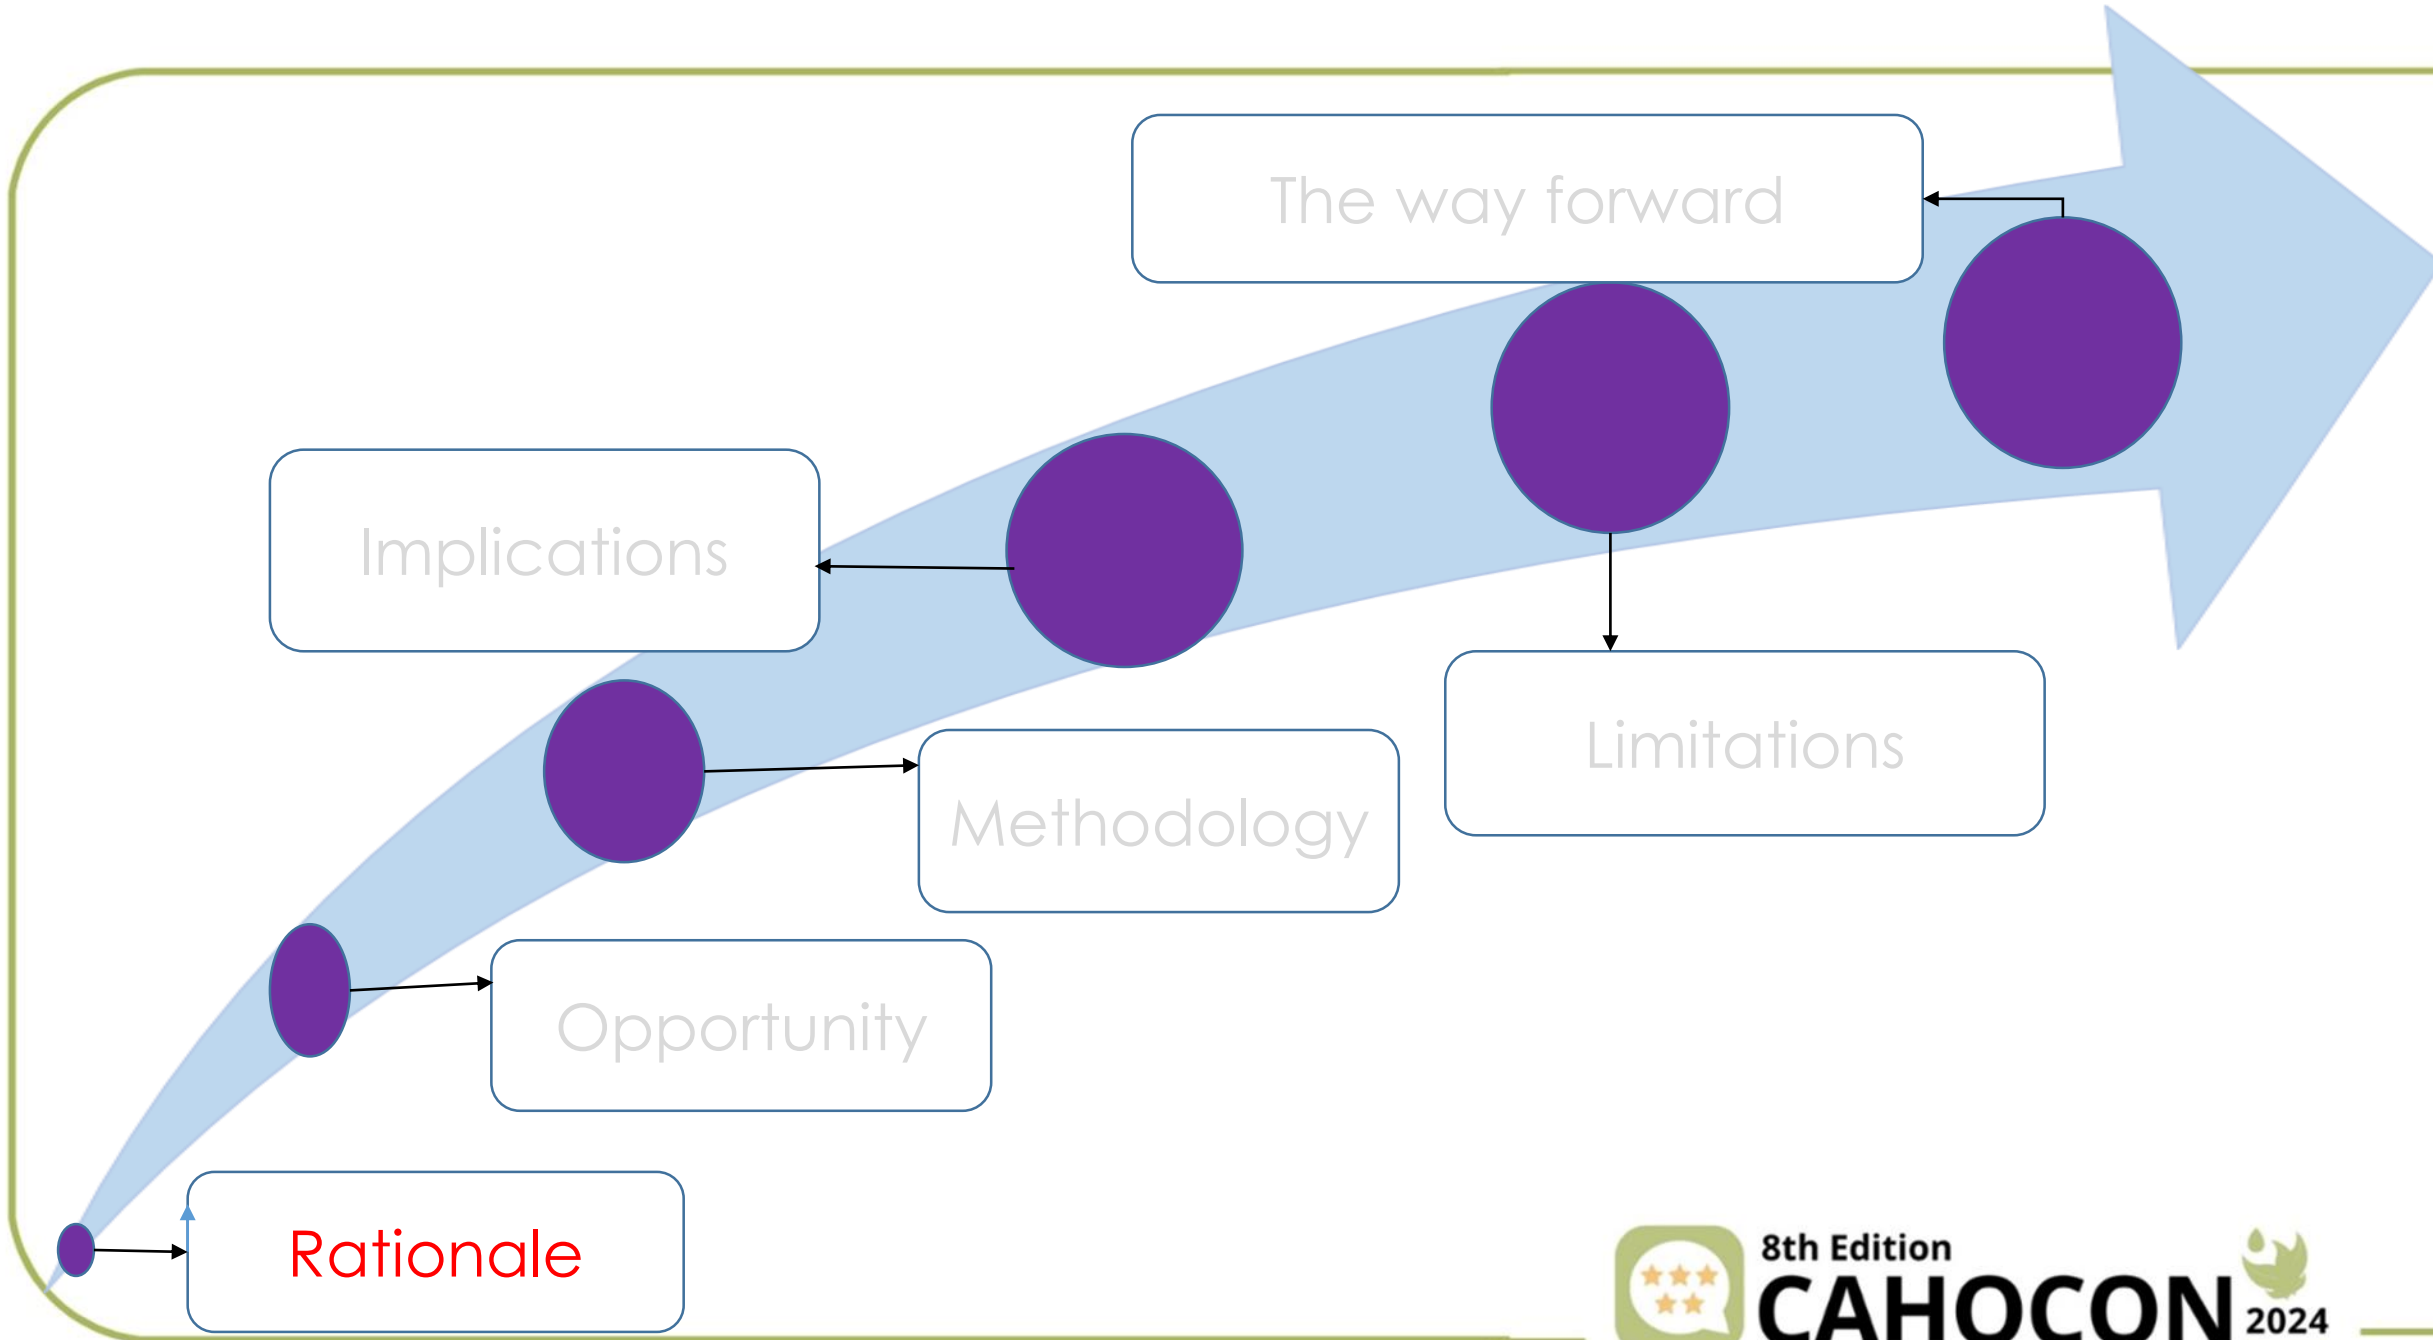 The way forward
Implications
Limitations
Methodology
Opportunity
Rationale
8th Edition
CAHOCON
2024